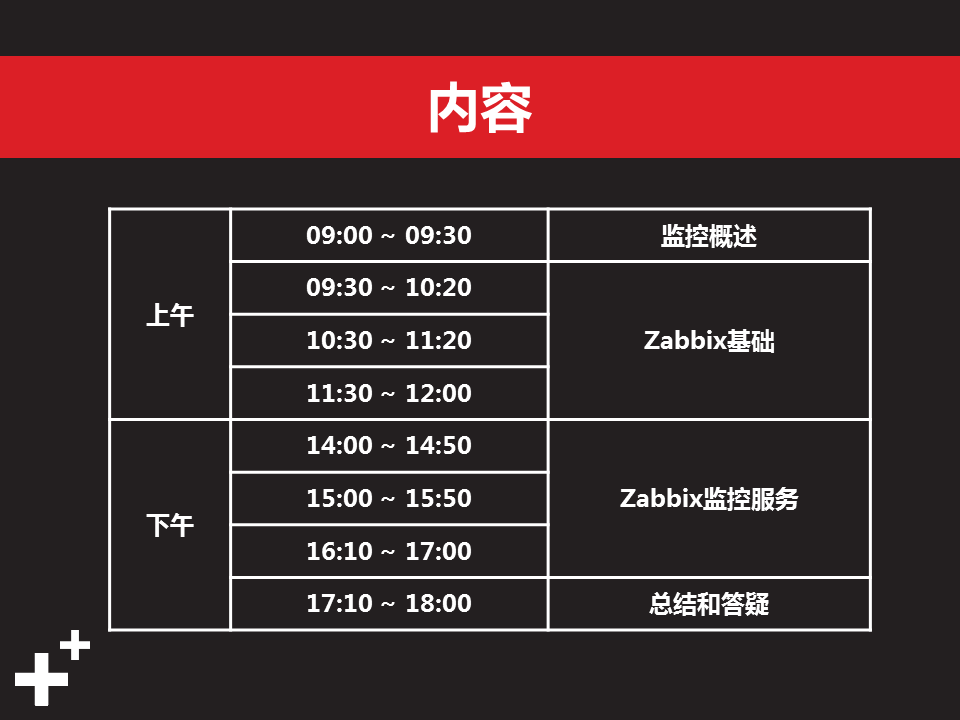 内容
上午
09:00 ~ 09:30
监控概述
09:30 ~ 10:20
Zabbix基础
10:30 ~ 11:20
11:30 ~ 12:00
下午
14:00 ~ 14:50
Zabbix监控服务
15:00 ~ 15:50
16:10 ~ 17:00
17:10 ~ 18:00
总结和答疑